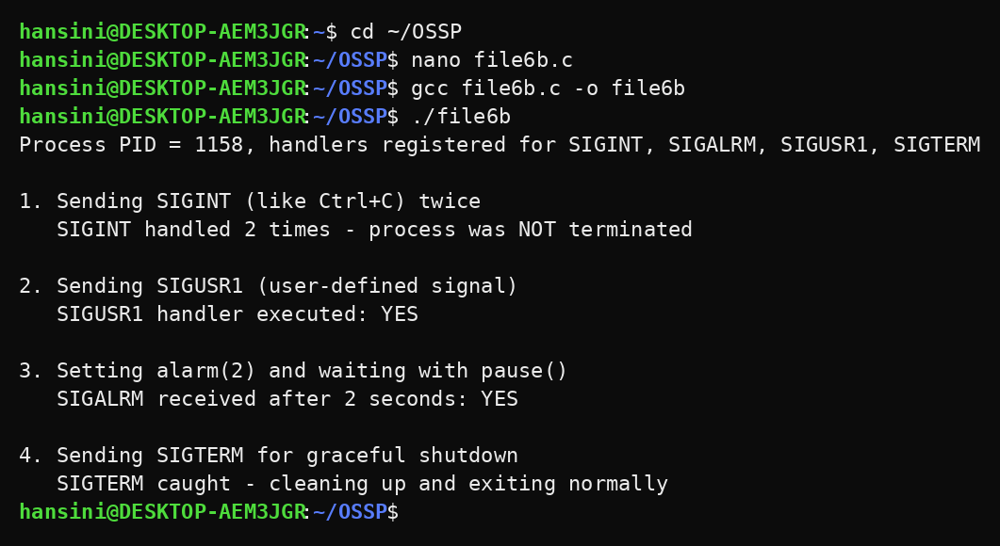 hansini@DESKTOP-AEM3JGR:~$ cd ~/OSSP
hansini@DESKTOP-AEM3JGR:~/OSSP$ nano file6b.c
hansini@DESKTOP-AEM3JGR:~/OSSP$ gcc file6b.c -o file6b
hansini@DESKTOP-AEM3JGR:~/OSSP$ ./file6b
Process PID = 1158, handlers registered for SIGINT, SIGALRM, SIGUSR1, SIGTERM
1. Sending SIGINT (like Ctrl+C) twice
   SIGINT handled 2 times - process was NOT terminated
2. Sending SIGUSR1 (user-defined signal)
   SIGUSR1 handler executed: YES
3. Setting alarm(2) and waiting with pause()
   SIGALRM received after 2 seconds: YES
4. Sending SIGTERM for graceful shutdown
   SIGTERM caught - cleaning up and exiting normally
hansini@DESKTOP-AEM3JGR:~/OSSP$